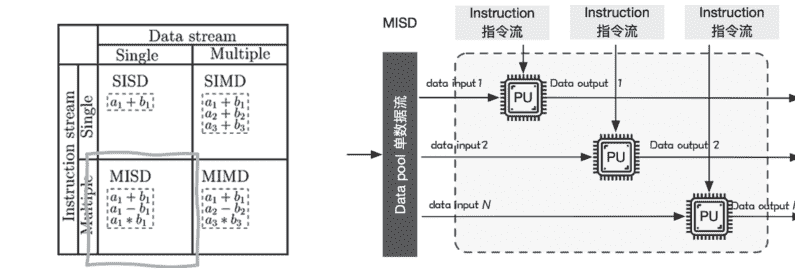 Data stream
Single
Multiple
Instruction stream
Single
Multiple
SISD
a₁ + b₁
SIMD
a₁ + b₁
a₂ + b₂
a₃ + b₃
MISD
a₁ + b₁
a₁ − b₁
a₁ * b₁
MIMD
a₁ + b₁
a₂ − b₂
a₃ * b₃
MISD
Instruction
指令流
Instruction
指令流
Instruction
指令流
Data pool 单数据流
data input 1
PU
Data output 1
data input 2
PU
Data output 2
data input N
PU
Data output